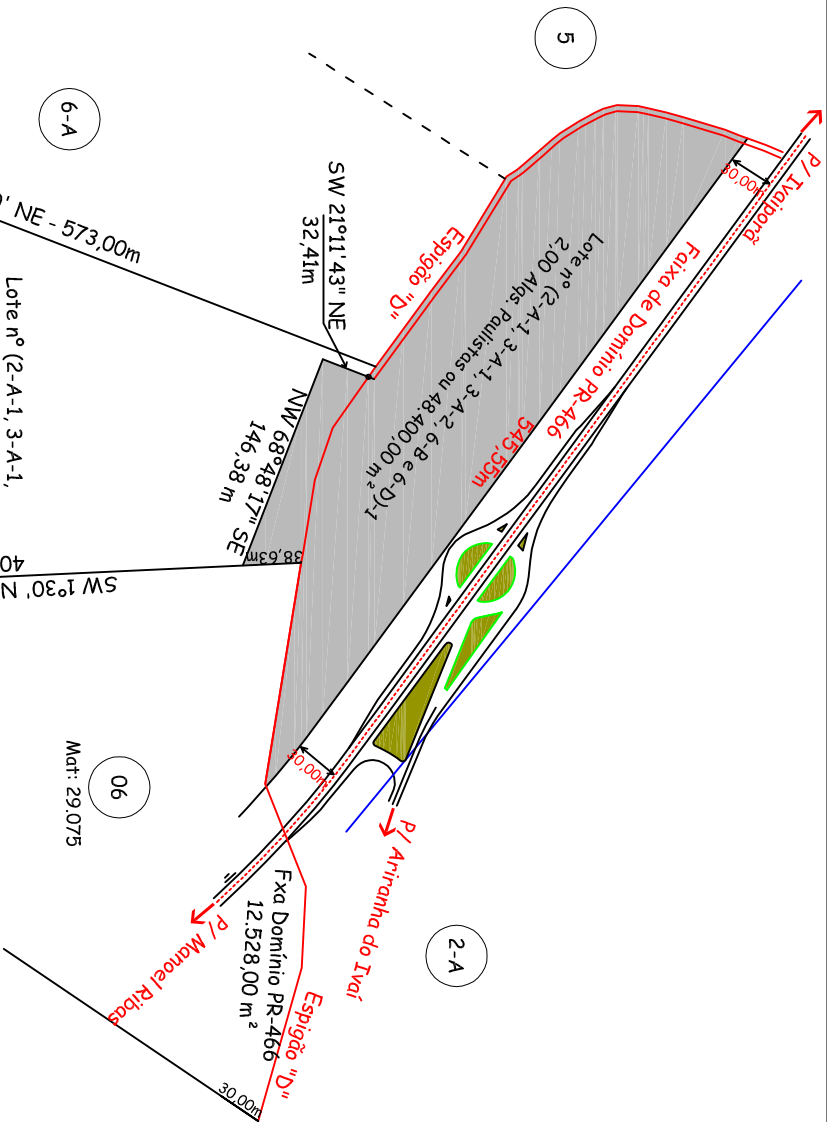 5
6-A
P/ Ivaiporã
30,00m
SW 21°11'43" NE
32,41m
' NE - 573,00m
Espigão "D"
Faixa de Domínio PR-466
Lote nº (2-A-1, 3-A-1, 3-A-2, 6-B e 6-D)-1
2,00 Alqs. Paulistas ou 48.400,00 m²
545,55m
Lote nº (2-A-1, 3-A-1,
NW 68°48'17" SE
146,38 m
38,63m
SW 1°30' N
40
30,00m
06
Mat: 29.075
P/ Ariranha do Ivaí
2-A
P/ Manoel Ribas
Fxa Domínio PR-466
12.528,00 m²
Espigão "D"
30,00m